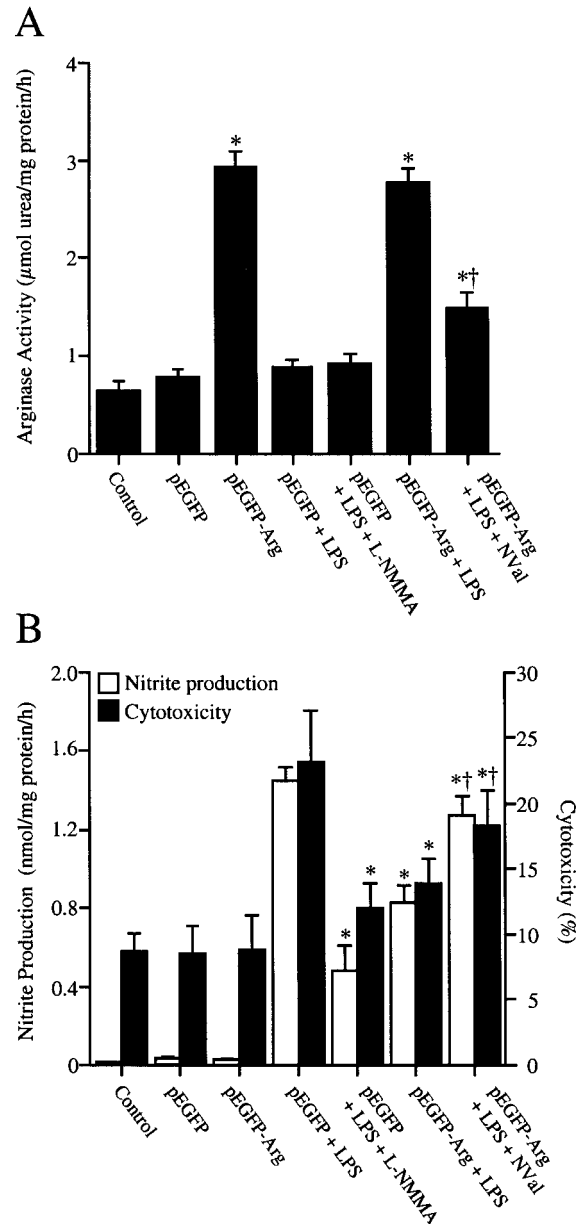 A
Arginase Activity (μmol urea/mg protein/h)
4
3
2
1
0
*
*
*†
Control
pEGFP
pEGFP-Arg
pEGFP + LPS
pEGFP
+ LPS + L-NMMA
pEGFP-Arg + LPS
pEGFP-Arg
+ LPS + NVal
B
Nitrite Production (nmol/mg protein/h)
2.0
1.6
1.2
0.8
0.4
0
Nitrite production
Cytotoxicity
*
*
*
*
*†
*†
30
25
20
15
10
5
0
Cytotoxicity (%)
Control
pEGFP
pEGFP-Arg
pEGFP + LPS
pEGFP
+ LPS + L-NMMA
pEGFP-Arg + LPS
pEGFP-Arg
+ LPS + NVal